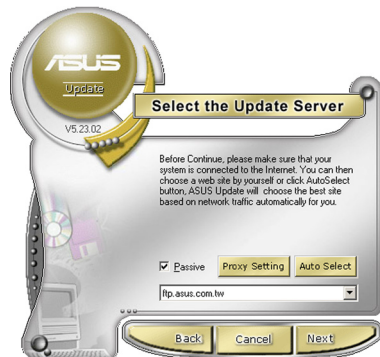 ASUS
Update
V5.23.02
Select the Update Server
Before Continue, please make sure that your
system is connected to the Internet. You can then
choose a web site by yourself or click AutoSelect
button, ASUS Update will choose the best site
based on network traffic automatically for you.
Passive
Proxy Setting
Auto Select
ftp.asus.com.tw
Back
Cancel
Next